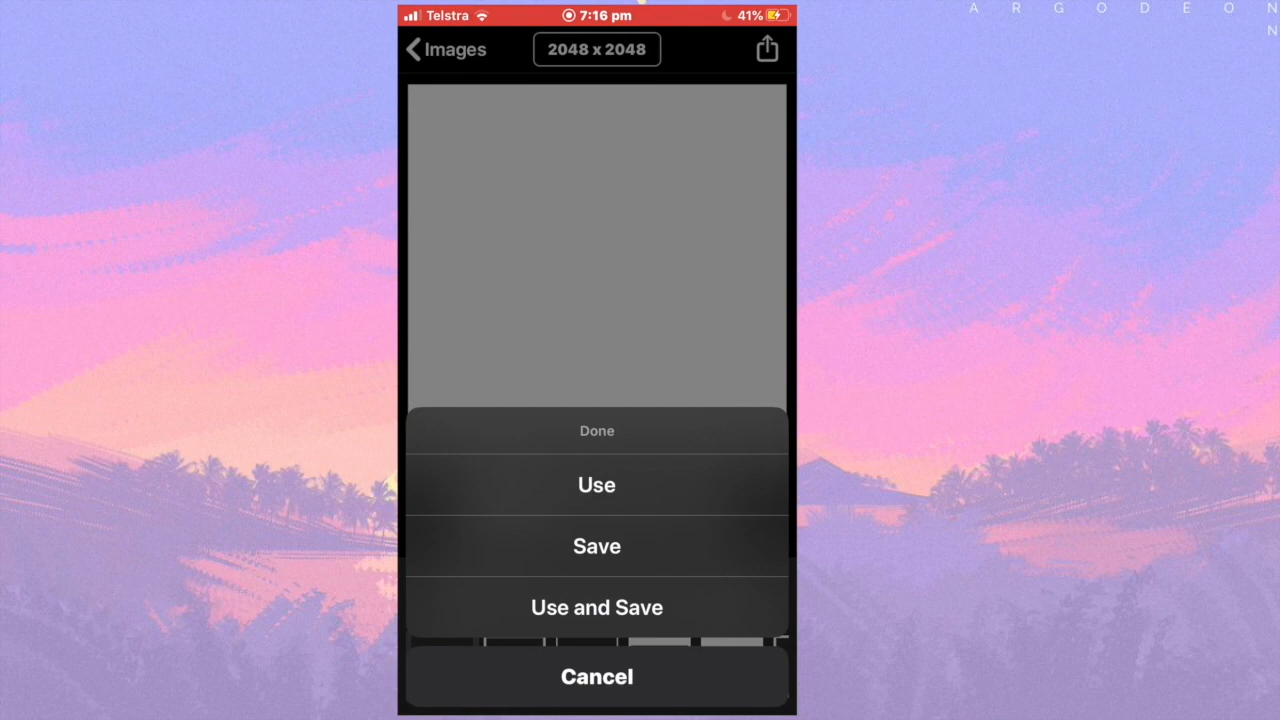 A R G O D E O N
N
Telstra 7:16 pm 41%
Images 2048 x 2048
Done
Use
Save
Use and Save
Cancel